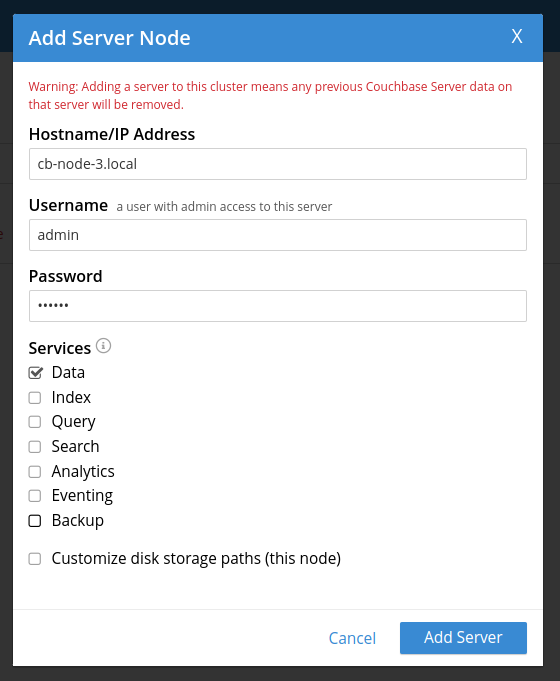 Add Server Node
X
Warning: Adding a server to this cluster means any previous Couchbase Server data on
that server will be removed.
Hostname/IP Address
cb-node-3.local
Username a user with admin access to this server
admin
Password
••••••
Services
Data
Index
Query
Search
Analytics
Eventing
Backup
Customize disk storage paths (this node)
Cancel
Add Server